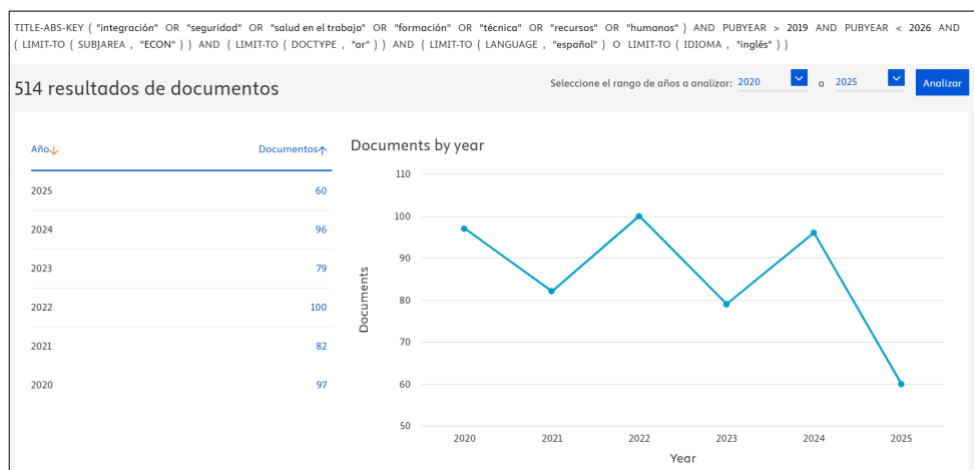 TITLE-ABS-KEY ( "integración" OR "seguridad" OR "salud en el trabajo" OR "formación" OR "técnica" OR "recursos" OR "humanos" ) AND PUBYEAR > 2019 AND PUBYEAR < 2026 AND
( LIMIT-TO ( SUBJAREA , "ECON" ) ) AND ( LIMIT-TO ( DOCTYPE , "ar" ) ) AND ( LIMIT-TO ( LANGUAGE , "español" ) O LIMIT-TO ( IDIOMA , "inglés" ) )
514 resultados de documentos
Seleccione el rango de años a analizar: 2020 a 2025 Analizar
Año↓ Documentos↑
2025 60
2024 96
2023 79
2022 100
2021 82
2020 97
Documents by year
110
100
90
80
70
60
50
Documents
2020 2021 2022 2023 2024 2025
Year